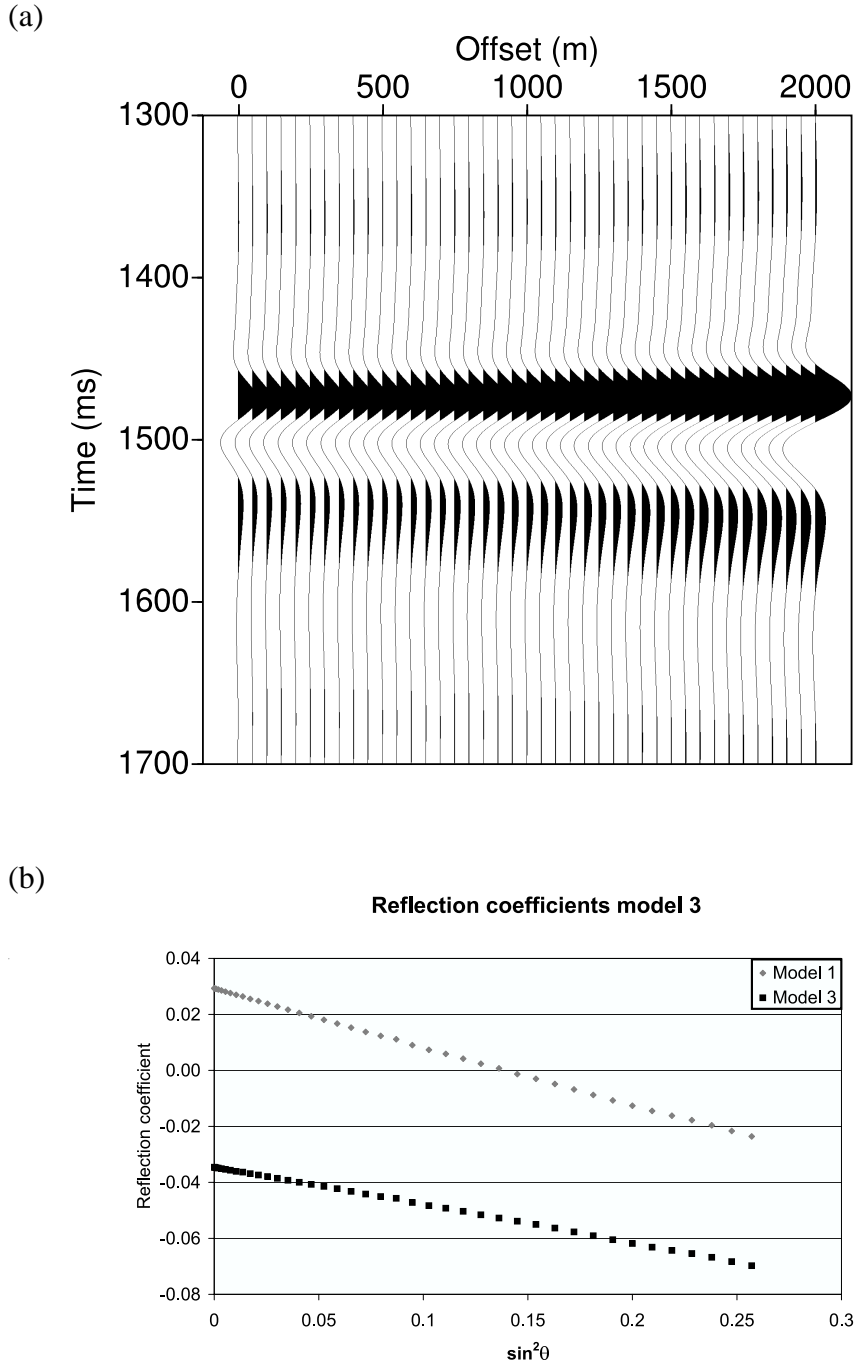 (a)
Offset (m)
0 500 1000 1500 2000
1300
1400
1500
1600
1700
Time (ms)
(b)
Reflection coefficients model 3
0.04
0.02
0.00
-0.02
-0.04
-0.06
-0.08
Reflection coefficient
Model 1
Model 3
0 0.05 0.1 0.15 0.2 0.25 0.3
sin²θ